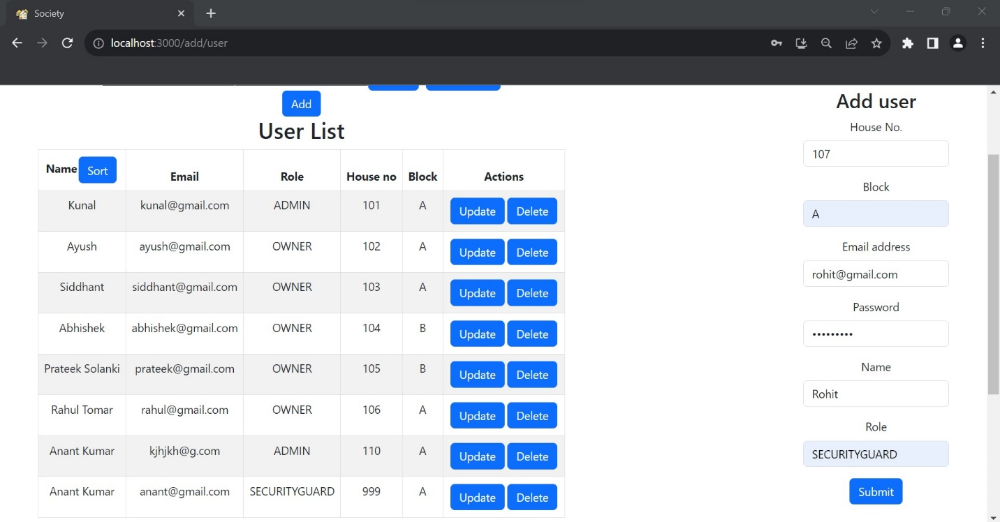 Society
localhost:3000/add/user
Add
User List
Name Sort Email Role House no Block Actions
Kunal kunal@gmail.com ADMIN 101 A Update Delete
Ayush ayush@gmail.com OWNER 102 A Update Delete
Siddhant siddhant@gmail.com OWNER 103 A Update Delete
Abhishek abhishek@gmail.com OWNER 104 B Update Delete
Prateek Solanki prateek@gmail.com OWNER 105 B Update Delete
Rahul Tomar rahul@gmail.com OWNER 106 A Update Delete
Anant Kumar kjhjkh@g.com ADMIN 110 A Update Delete
Anant Kumar anant@gmail.com SECURITYGUARD 999 A Update Delete
Add user
House No.
107
Block
A
Email address
rohit@gmail.com
Password
•••••••••
Name
Rohit
Role
SECURITYGUARD
Submit